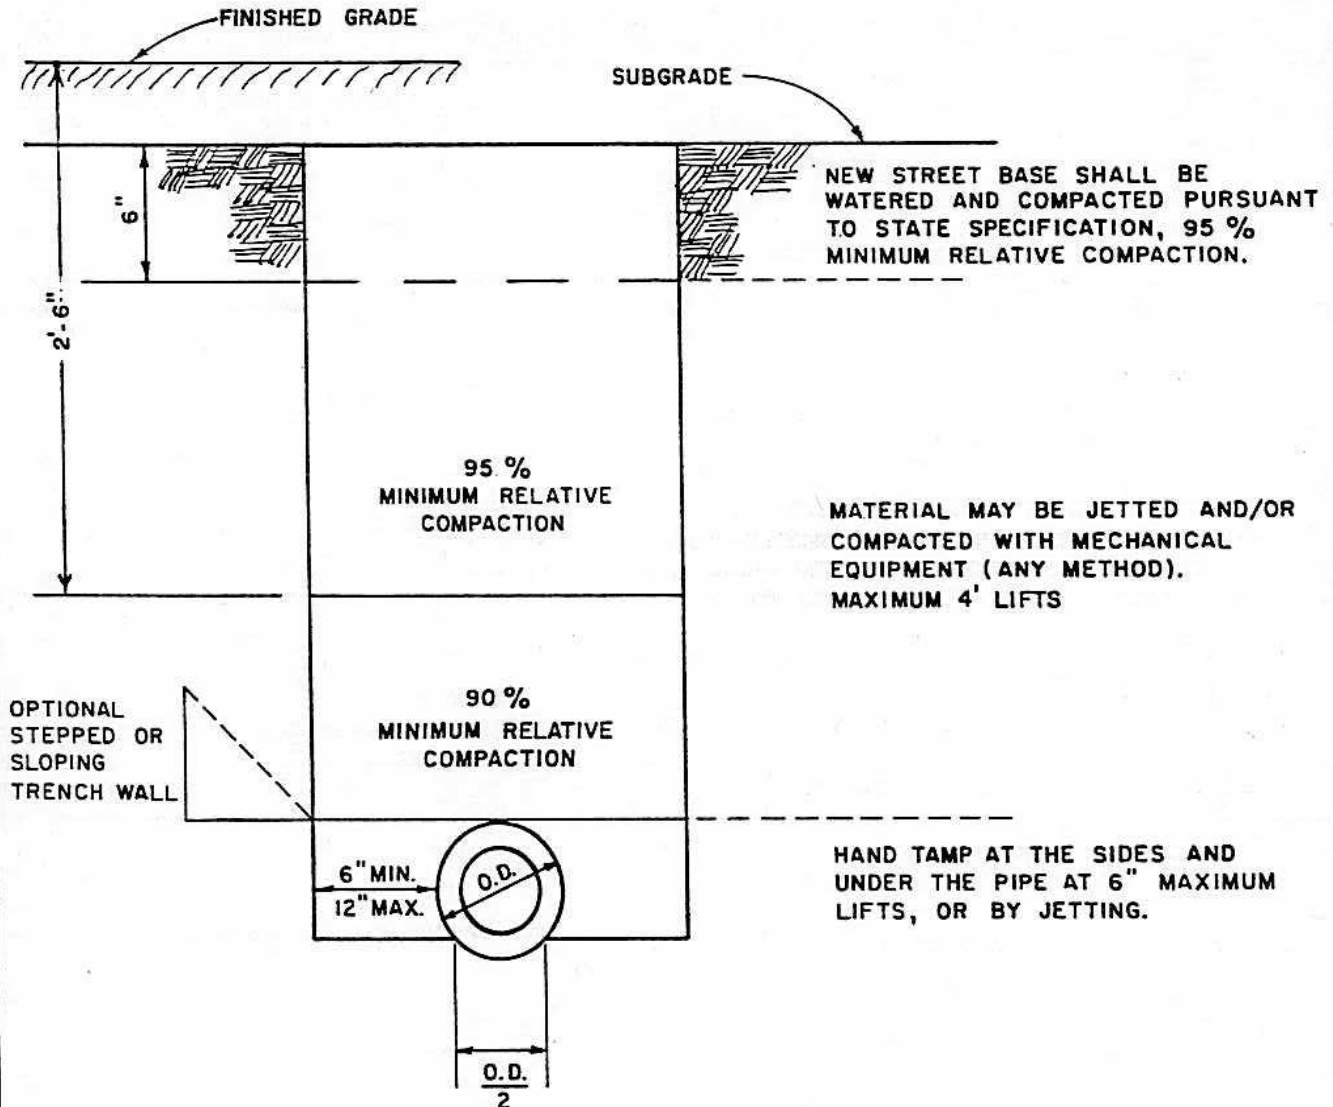 FINISHED GRADE
SUBGRADE
NEW STREET BASE SHALL BE
WATERED AND COMPACTED PURSUANT
TO STATE SPECIFICATION, 95 %
MINIMUM RELATIVE COMPACTION.
6"
2'-6"
95 %
MINIMUM RELATIVE
COMPACTION
MATERIAL MAY BE JETTED AND/OR
COMPACTED WITH MECHANICAL
EQUIPMENT (ANY METHOD).
MAXIMUM 4' LIFTS
90 %
MINIMUM RELATIVE
COMPACTION
OPTIONAL
STEPPED OR
SLOPING
TRENCH WALL
6" MIN.
12" MAX.
O.D.
HAND TAMP AT THE SIDES AND
UNDER THE PIPE AT 6" MAXIMUM
LIFTS, OR BY JETTING.
O.D.
2